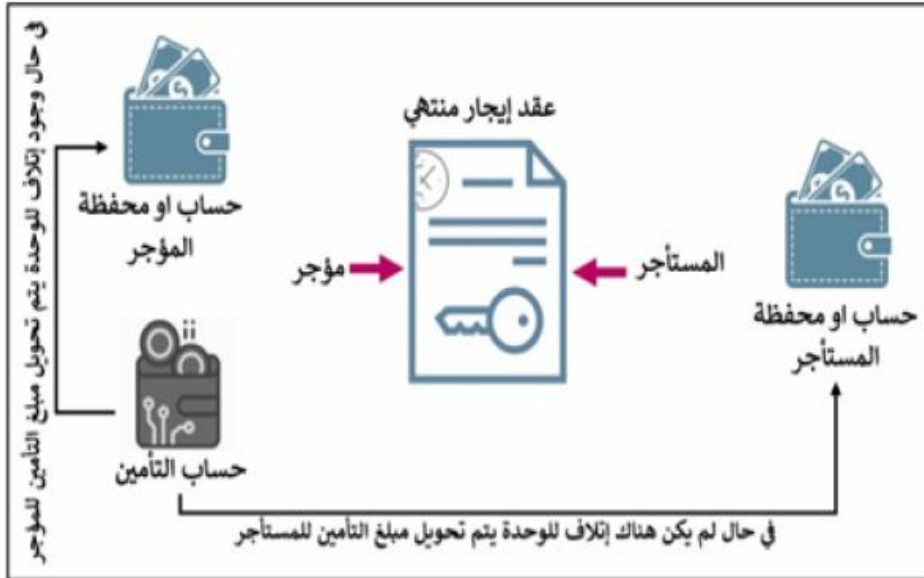 عقد إيجار منتهي
المستأجر
مؤجر
حساب او محفظة
المستأجر
حساب او محفظة
المؤجر
حساب التأمين
في حال وجود إتلاف للوحدة يتم تحويل مبلغ التأمين للمؤجر
في حال لم يكن هناك إتلاف للوحدة يتم تحويل مبلغ التأمين للمستأجر